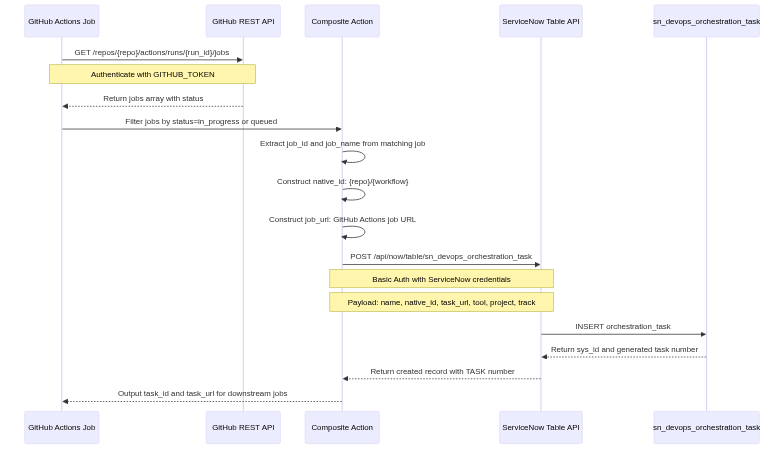 GitHub Actions Job
GitHub REST API
Composite Action
ServiceNow Table API
sn_devops_orchestration_task
GET /repos/{repo}/actions/runs/{run_id}/jobs
Authenticate with GITHUB_TOKEN
Return jobs array with status
Filter jobs by status=in_progress or queued
Extract job_id and job_name from matching job
Construct native_id: {repo}/{workflow}
Construct job_url: GitHub Actions job URL
POST /api/now/table/sn_devops_orchestration_task
Basic Auth with ServiceNow credentials
Payload: name, native_id, task_url, tool, project, track
INSERT orchestration_task
Return sys_id and generated task number
Return created record with TASK number
Output task_id and task_url for downstream jobs
GitHub Actions Job
GitHub REST API
Composite Action
ServiceNow Table API
sn_devops_orchestration_task